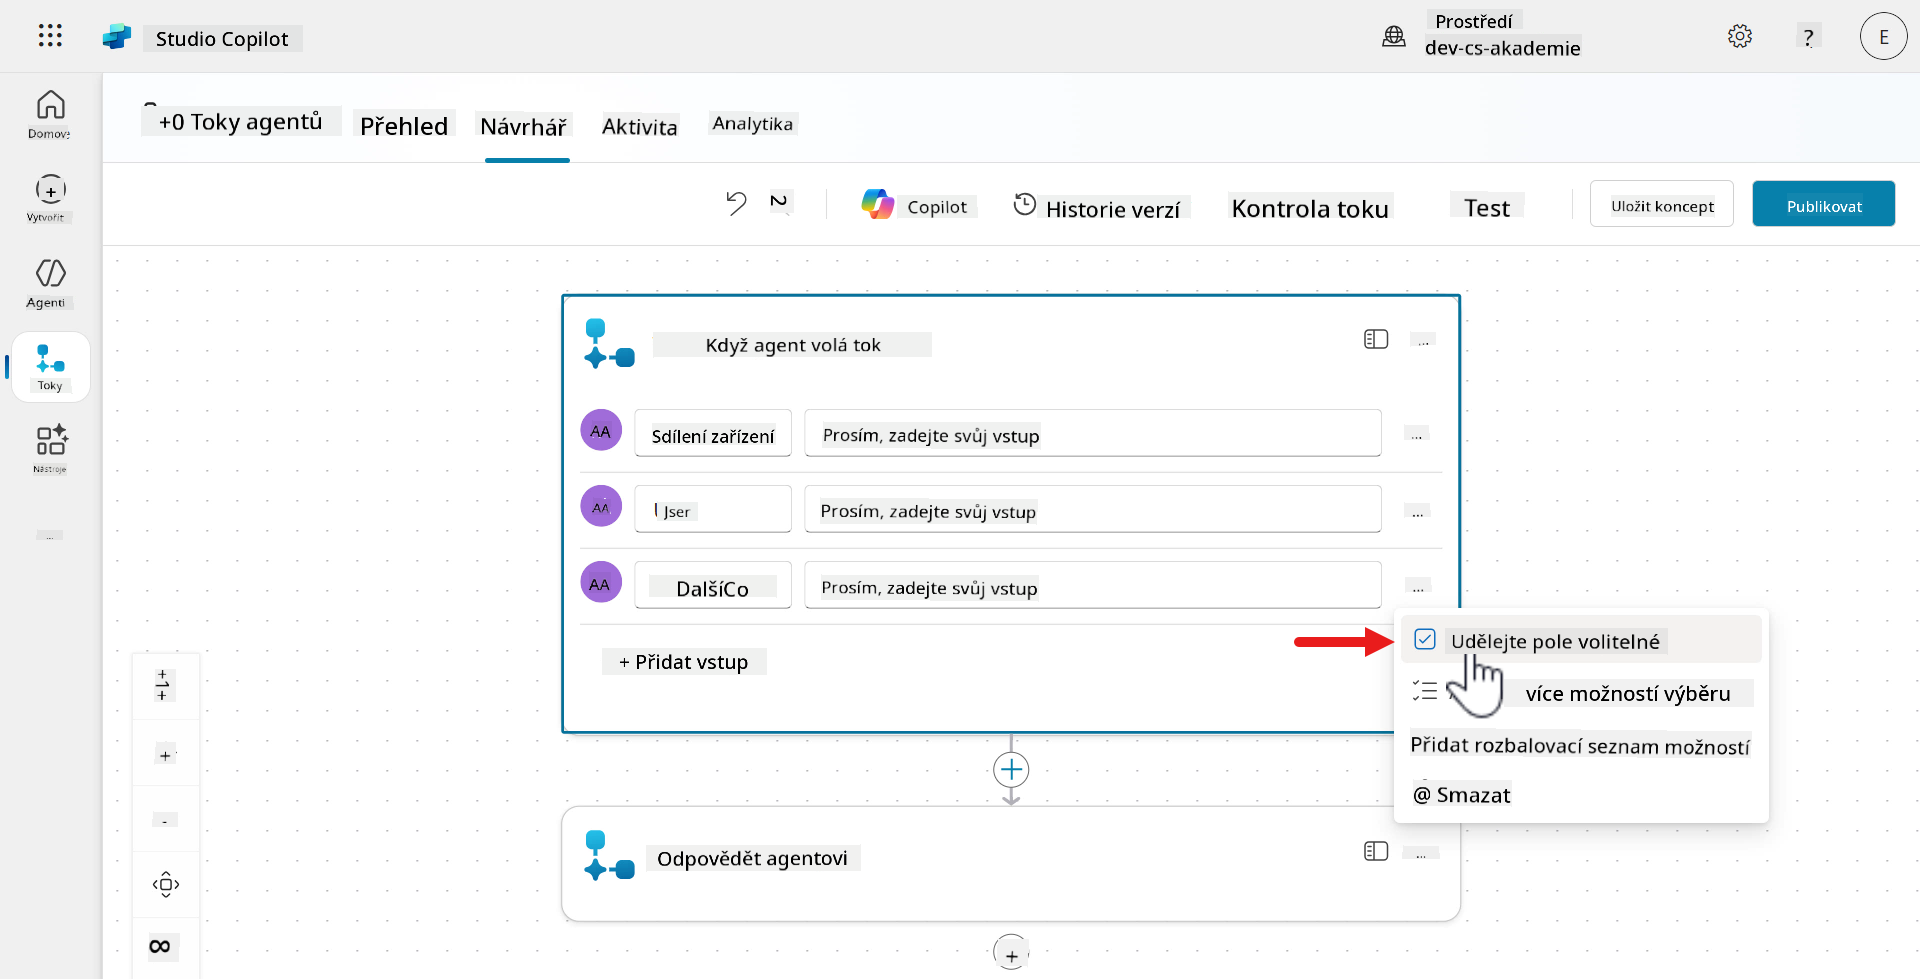 Studio Copilot
Prostředí
dev-cs-akademie
?
E
Domovs
Vytvořit
Agenti
Toky
Nástroje
...
+0 Toky agentů
Přehled
Návrhář
Aktivita
Analytika
Copilot
Historie verzí
Kontrola toku
Test
Uložit koncept
Publikovat
Když agent volá tok
...
AA
Sdílení zařízení
Prosím, zadejte svůj vstup
...
AA
Jser
Prosím, zadejte svůj vstup
...
AA
DalšíCo
Prosím, zadejte svůj vstup
...
+ Přidat vstup
Udělejte pole volitelné
více možností výběru
Přidat rozbalovací seznam možností
@ Smazat
Odpovědět agentovi
...
+
-
∞
+